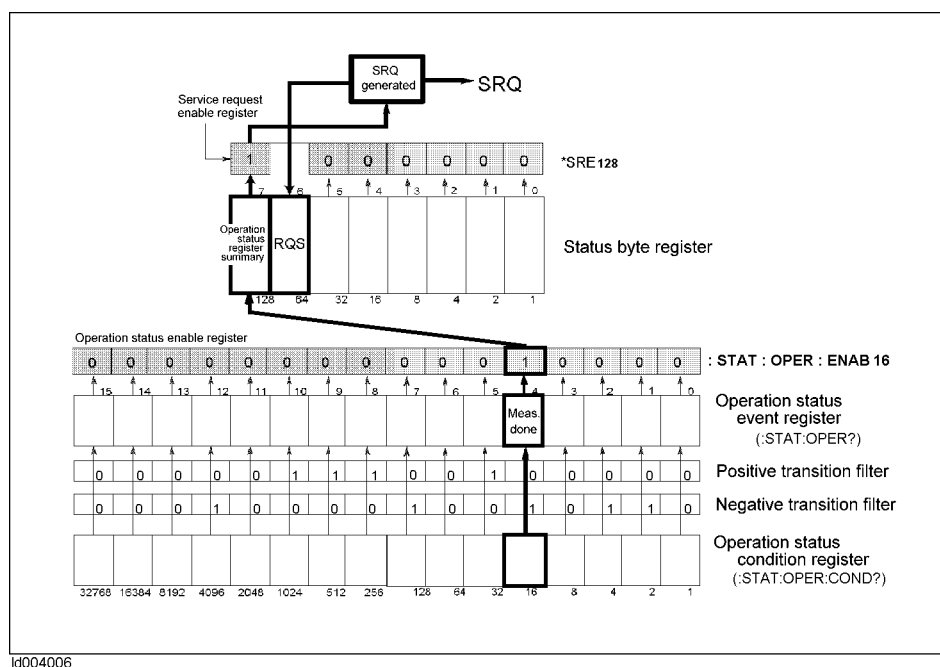 SRQ
generated
SRQ
Service request
enable register
1 0 0 0 0 0 0
*SRE128
7 6 5 4 3 2 1 0
Operation
status
register
summary
RQS
Status byte register
128 64 32 16 8 4 2 1
Operation status enable register
0 0 0 0 0 0 0 0 0 0 0 1 0 0 0 0
: STAT : OPER : ENAB 16
15 14 13 12 11 10 9 8 7 6 5 4 3 2 1 0
Meas.
done
Operation status
event register
(:STAT:OPER?)
0 0 0 0 0 1 1 1 0 0 1 0 0 0 0 0
Positive transition filter
0 0 0 1 0 0 0 0 1 0 0 1 0 1 1 0
Negative transition filter
Operation status
condition register
(:STAT:OPER:COND?)
32768 16384 8192 4096 2046 1024 512 256 128 64 32 16 8 4 2 1
ld004006